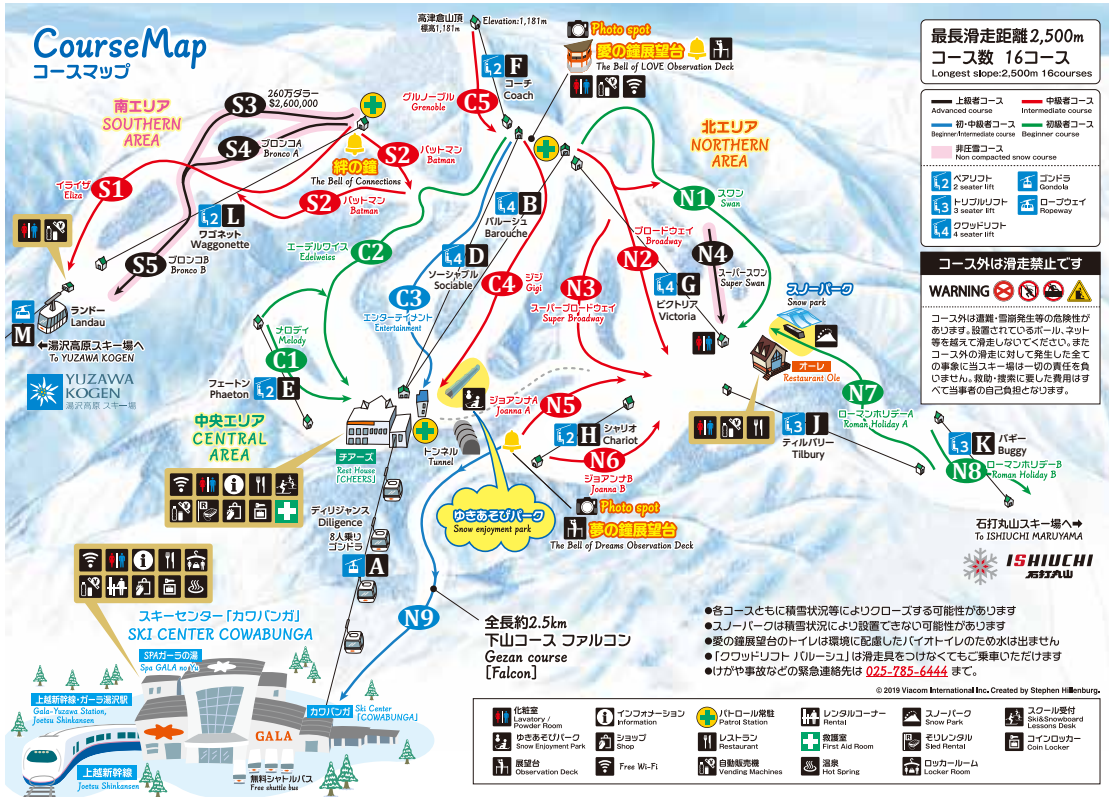 CourseMap
コースマップ
高津倉山頂
標高1,181m
Elevation:1,181m
2 F
コーチ
Coach
Photo spot
愛の鐘展望台
The Bell of LOVE Observation Deck
最長滑走距離2,500m
コース数 16コース
Longest slope:2,500m 16courses
上級者コース
Advanced course
中級者コース
Intermediate course
初・中級者コース
Beginner/Intermediate course
初級者コース
Beginner course
非圧雪コース
Non compacted snow course
2 ペアリフト
2 seater lift
ゴンドラ
Gondola
3 トリプルリフト
3 seater lift
ロープウェイ
Ropeway
4 クワッドリフト
4 seater lift
コース外は滑走禁止です
WARNING
コース外は遭難・雪崩発生等の危険性が
あります。設置されているポール、ネット
等を越えて滑走しないでください。また
コース外の滑走に対して発生した全て
の事象に当スキー場は一切の責任を負
いません。救助・捜索に要した費用はす
べて当事者の自己負担となります。
南エリア
SOUTHERN
AREA
S3
260万ダラー
$2,600,000
S4
ブロンコA
Bronco A
絆の鐘
The Bell of Connections
S2
バットマン
Batman
S2
バットマン
Batman
イライザ
Eliza
S1
2 L
ワゴネット
Waggonette
S5
ブロンコB
Bronco B
M
ランドー
Landau
←湯沢高原スキー場へ
To YUZAWA KOGEN
YUZAWA
KOGEN
湯沢高原 スキー場
グルノーブル
Grenoble
C5
北エリア
NORTHERN
AREA
N1
スワン
Swan
4 B
バルーシュ
Barouche
エーデルワイス
Edelweiss
C2
4 D
ソーシャブル
Sociable
C3
エンターテイメント
Entertainment
C4
ジジ
Gigi
N3
スーパーブロードウェイ
Super Broadway
ブロードウェイ
Broadway
N2
4 G
ビクトリア
Victoria
N4
スーパースワン
Super Swan
スノーパーク
Snow park
オーレ
Restaurant Ole
N7
ローマンホリデーA
Roman Holiday A
3 J
ティルバリー
Tilbury
3 K
バギー
Buggy
N8
ローマンホリデーB
Roman Holiday B
石打丸山スキー場へ➡
To ISHIUCHI MARUYAMA
ISHIUCHI
石打丸山
メロディ
Melody
C1
フェートン
Phaeton
2 E
中央エリア
CENTRAL
AREA
チアーズ
Rest House
「CHEERS」
トンネル
Tunnel
ジョアンナA
Joanna A
N5
2 H
シャリオ
Chariot
N6
ジョアンナB
Joanna B
ゆきあそびパーク
Snow enjoyment park
Photo spot
夢の鐘展望台
The Bell of Dreams Observation Deck
ディリジャンス
Diligence
8人乗り
ゴンドラ
A
N9
全長約2.5km
下山コース ファルコン
Gezan course
[Falcon]
スキーセンター「カワバンガ」
SKI CENTER COWABUNGA
SPAガーラの湯
Spa GALA no Yu
上越新幹線・ガーラ湯沢駅
Gala-Yuzawa Station,
Joetsu Shinkansen
カワバンガ
Ski Center
「COWABUNGA」
GALA
上越新幹線
Joetsu Shinkansen
無料シャトルバス
Free shuttle bus
●各コースともに積雪状況等によりクローズする可能性があります
●スノーパークは積雪状況により設置できない可能性があります
●愛の鐘展望台のトイレは環境に配慮したバイオトイレのため水は出ません
●「クワッドリフト バルーシュ」は滑走具をつけなくてもご乗車いただけます
●けがや事故などの緊急連絡先は 025-785-6444 まで。
© 2019 Viacom International Inc. Created by Stephen Hillenburg.
化粧室
Lavatory /
Powder Room
インフォメーション
Information
パトロール常駐
Patrol Station
レンタルコーナー
Rental
スノーパーク
Snow Park
スクール受付
Ski&Snowboard
Lessons Desk
ゆきあそびパーク
Snow Enjoyment Park
ショップ
Shop
レストラン
Restaurant
救護室
First Aid Room
そりレンタル
Sled Rental
コインロッカー
Coin Locker
展望台
Observation Deck
Free Wi-Fi
自動販売機
Vending Machines
温泉
Hot Spring
ロッカールーム
Locker Room